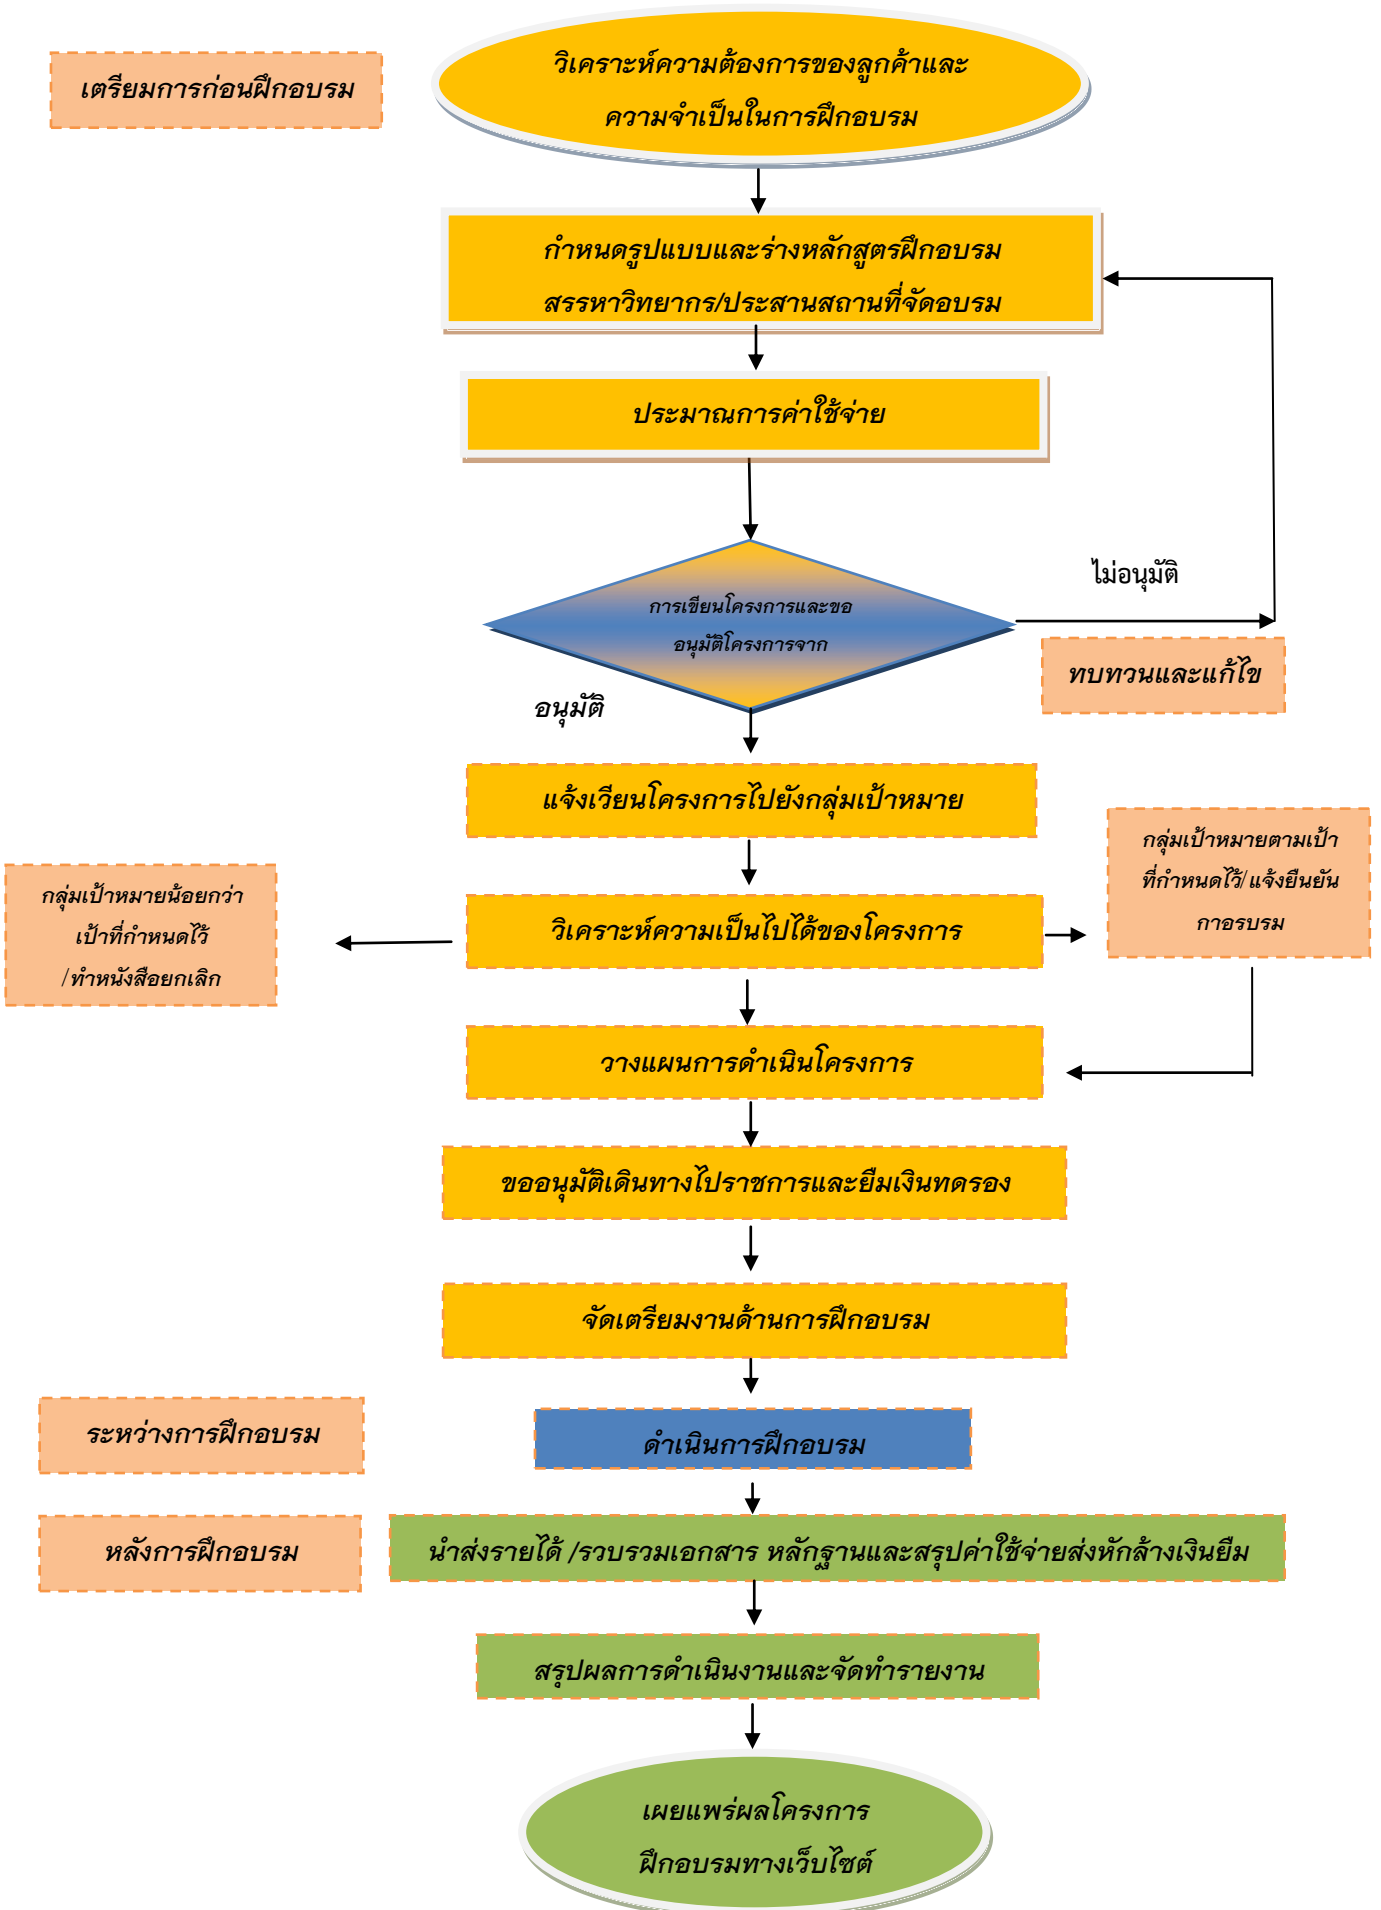 เตรียมการก่อนฝึกอบรม
วิเคราะห์ความต้องการของลูกค้าและ
ความจำเป็นในการฝึกอบรม
กำหนดรูปแบบและร่างหลักสูตรฝึกอบรม
สรรหาวิทยากร/ประสานสถานที่จัดอบรม
ประมาณการค่าใช้จ่าย
การเขียนโครงการและขอ
อนุมัติโครงการจาก
ไม่อนุมัติ
ทบทวนและแก้ไข
อนุมัติ
แจ้งเวียนโครงการไปยังกลุ่มเป้าหมาย
กลุ่มเป้าหมายตามเป้า
ที่กำหนดไว้/แจ้งยืนยัน
กาอรบรม
กลุ่มเป้าหมายน้อยกว่า
เป้าที่กำหนดไว้
/ทำหนังสือยกเลิก
วิเคราะห์ความเป็นไปได้ของโครงการ
วางแผนการดำเนินโครงการ
ขออนุมัติเดินทางไปราชการและยืมเงินทดรอง
จัดเตรียมงานด้านการฝึกอบรม
ระหว่างการฝึกอบรม
ดำเนินการฝึกอบรม
หลังการฝึกอบรม
นำส่งรายได้ /รวบรวมเอกสาร หลักฐานและสรุปค่าใช้จ่ายส่งหักล้างเงินยืม
สรุปผลการดำเนินงานและจัดทำรายงาน
เผยแพร่ผลโครงการ
ฝึกอบรมทางเว็บไซต์